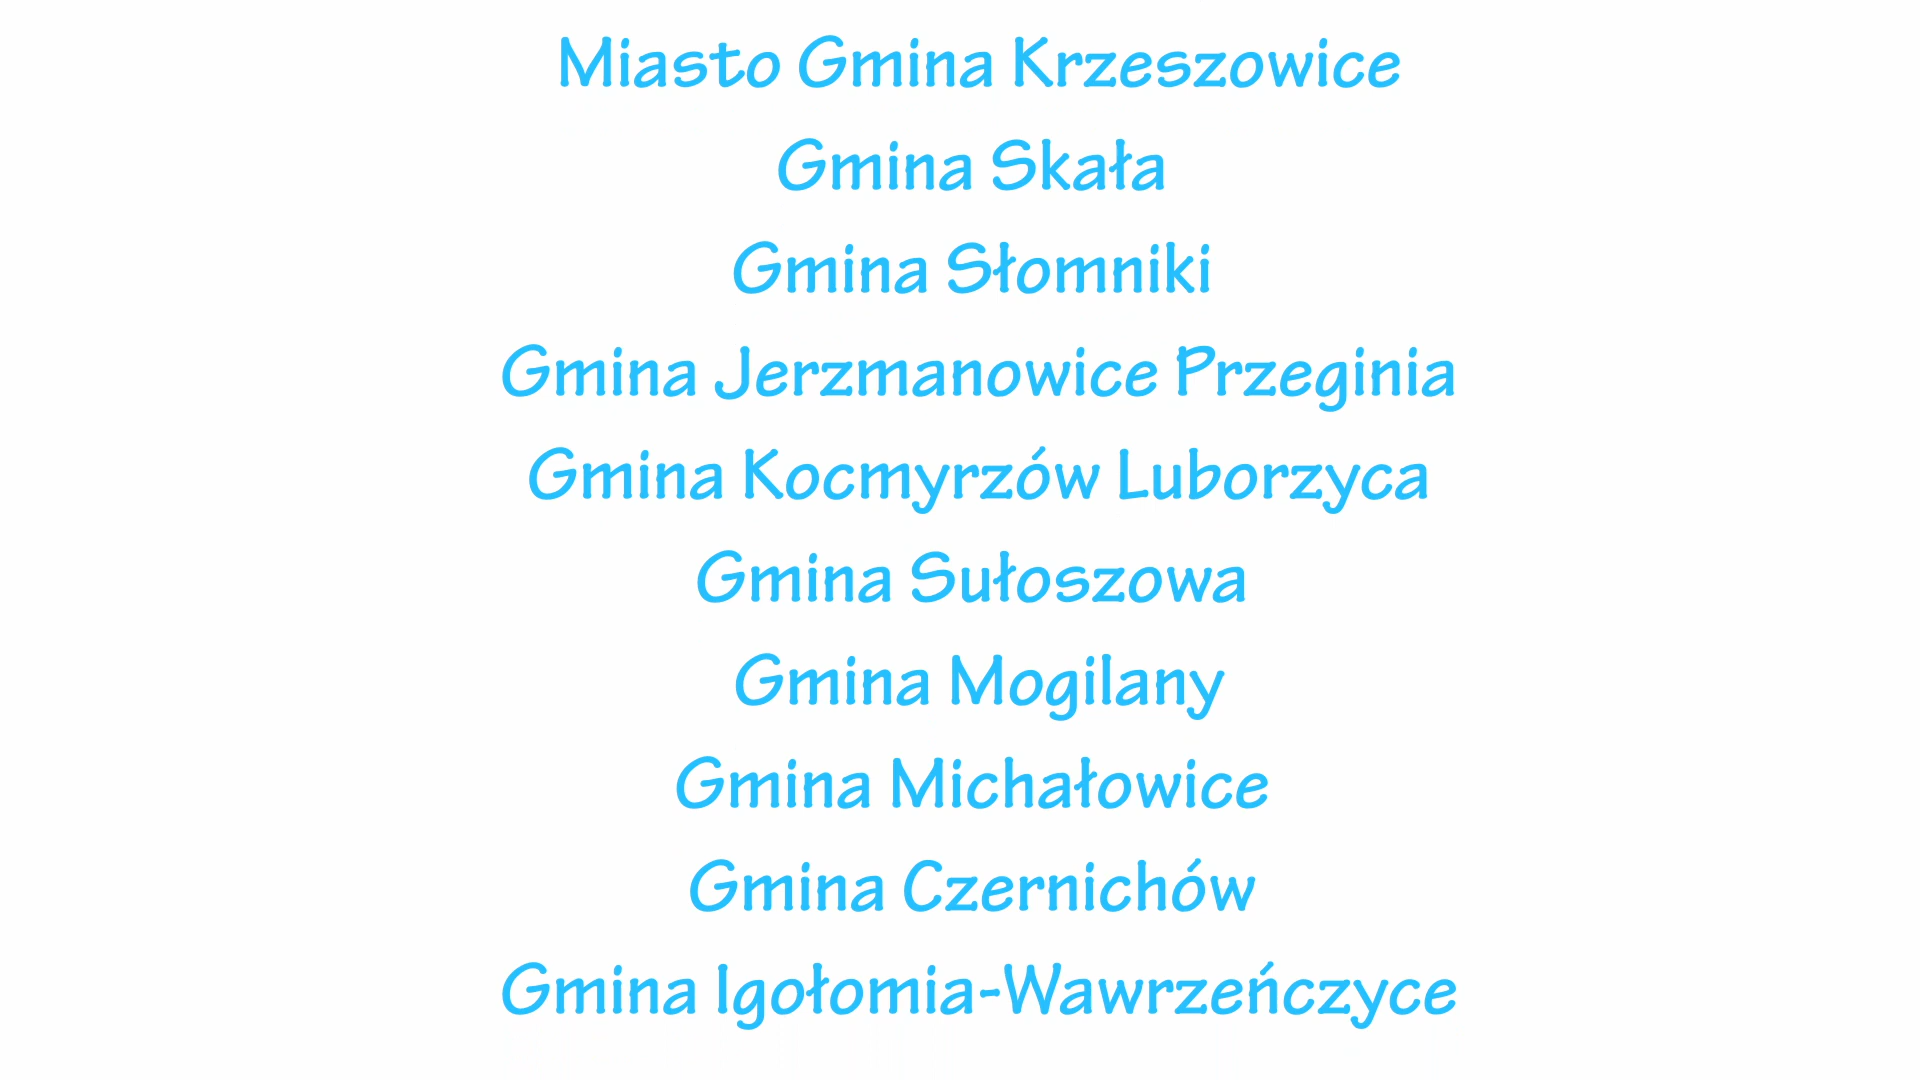 Miasto Gmina Krzeszowice
Gmina Skała
Gmina Słomniki
Gmina Jerzmanowice Przeginia
Gmina Kocmyrzów Luborzyca
Gmina Sułoszowa
Gmina Mogilany
Gmina Michałowice
Gmina Czernichów
Gmina Igołomia-Wawrzeńczyce